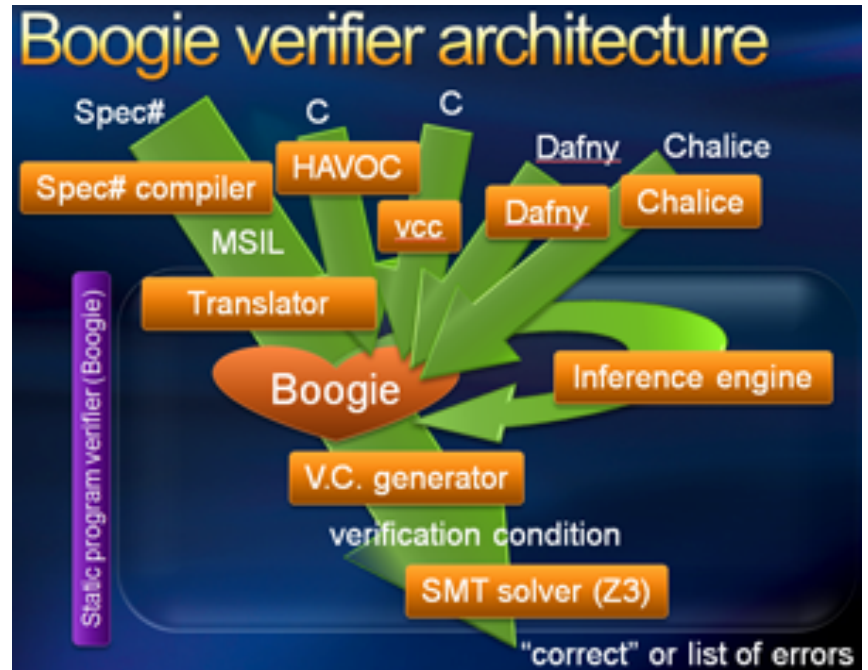 Boogie verifier architecture
Spec#
C
C
Dafny
Chalice
Spec# compiler
HAVOC
vcc
Dafny
Chalice
MSIL
Translator
Static program verifier (Boogie)
Boogie
Inference engine
V.C. generator
verification condition
SMT solver (Z3)
“correct” or list of errors